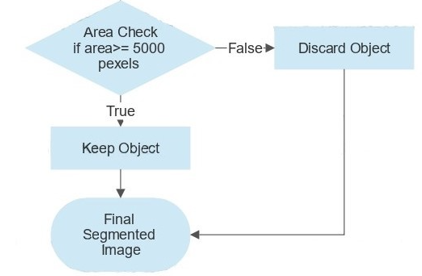 Area Check
if area>= 5000
pexels
False
Discard Object
True
Keep Object
Final
Segmented
Image